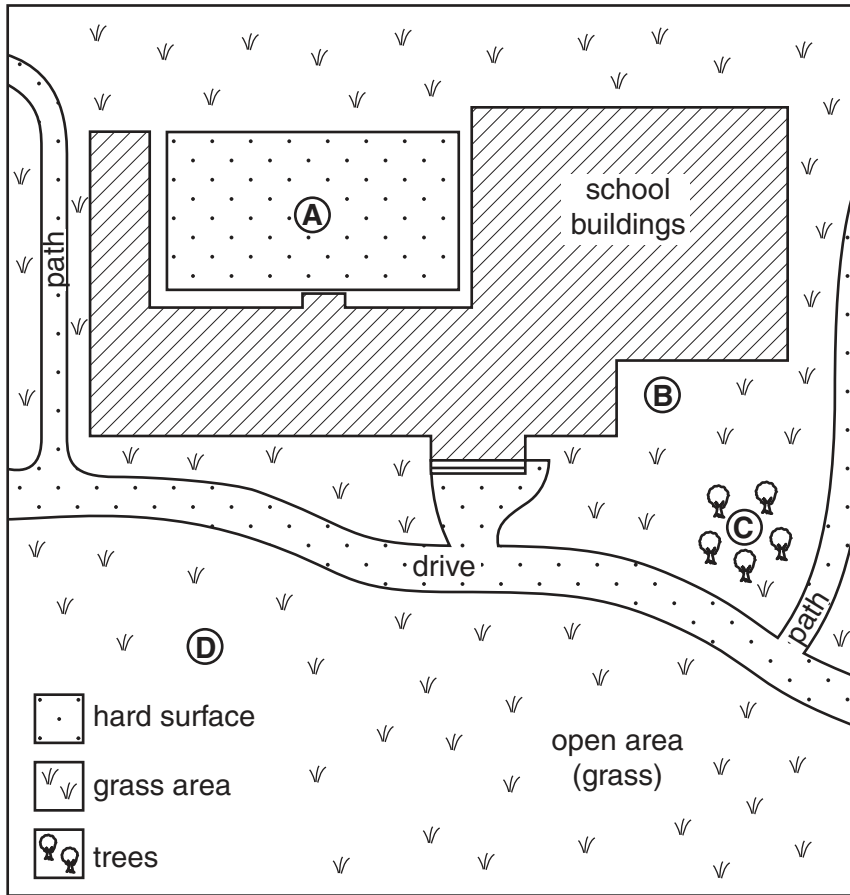 A
school
buildings
path
B
C
drive
path
D
hard surface
open area
(grass)
grass area
trees